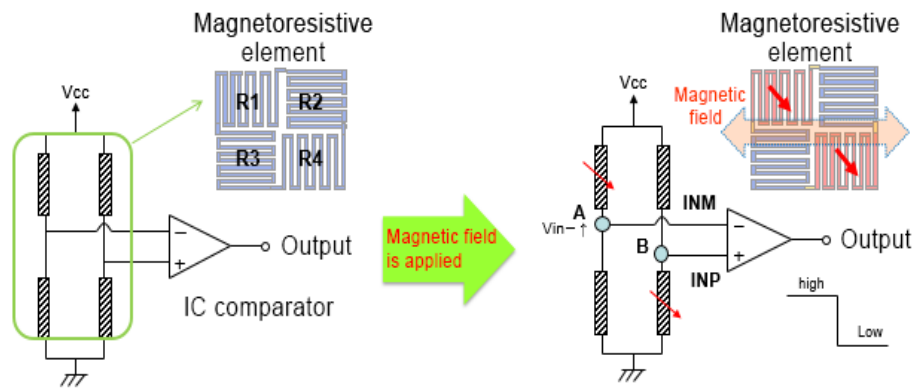 Magnetoresistive
element
Vcc
R1
R2
R3
R4
−
+
Output
IC comparator
Magnetic field
is applied
Magnetoresistive
element
Magnetic
field
Vcc
A
INM
Vin−↑
B
−
+
Output
INP
high
Low